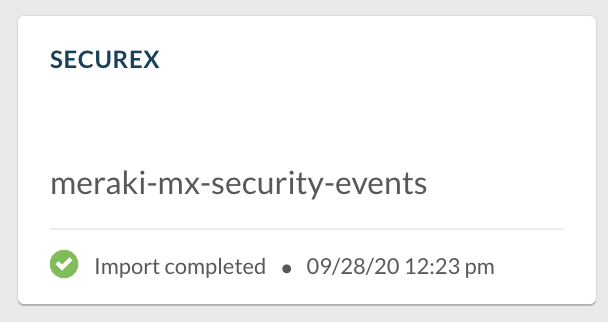 SECUREX
meraki-mx-security-events
Import completed ● 09/28/20 12:23 pm